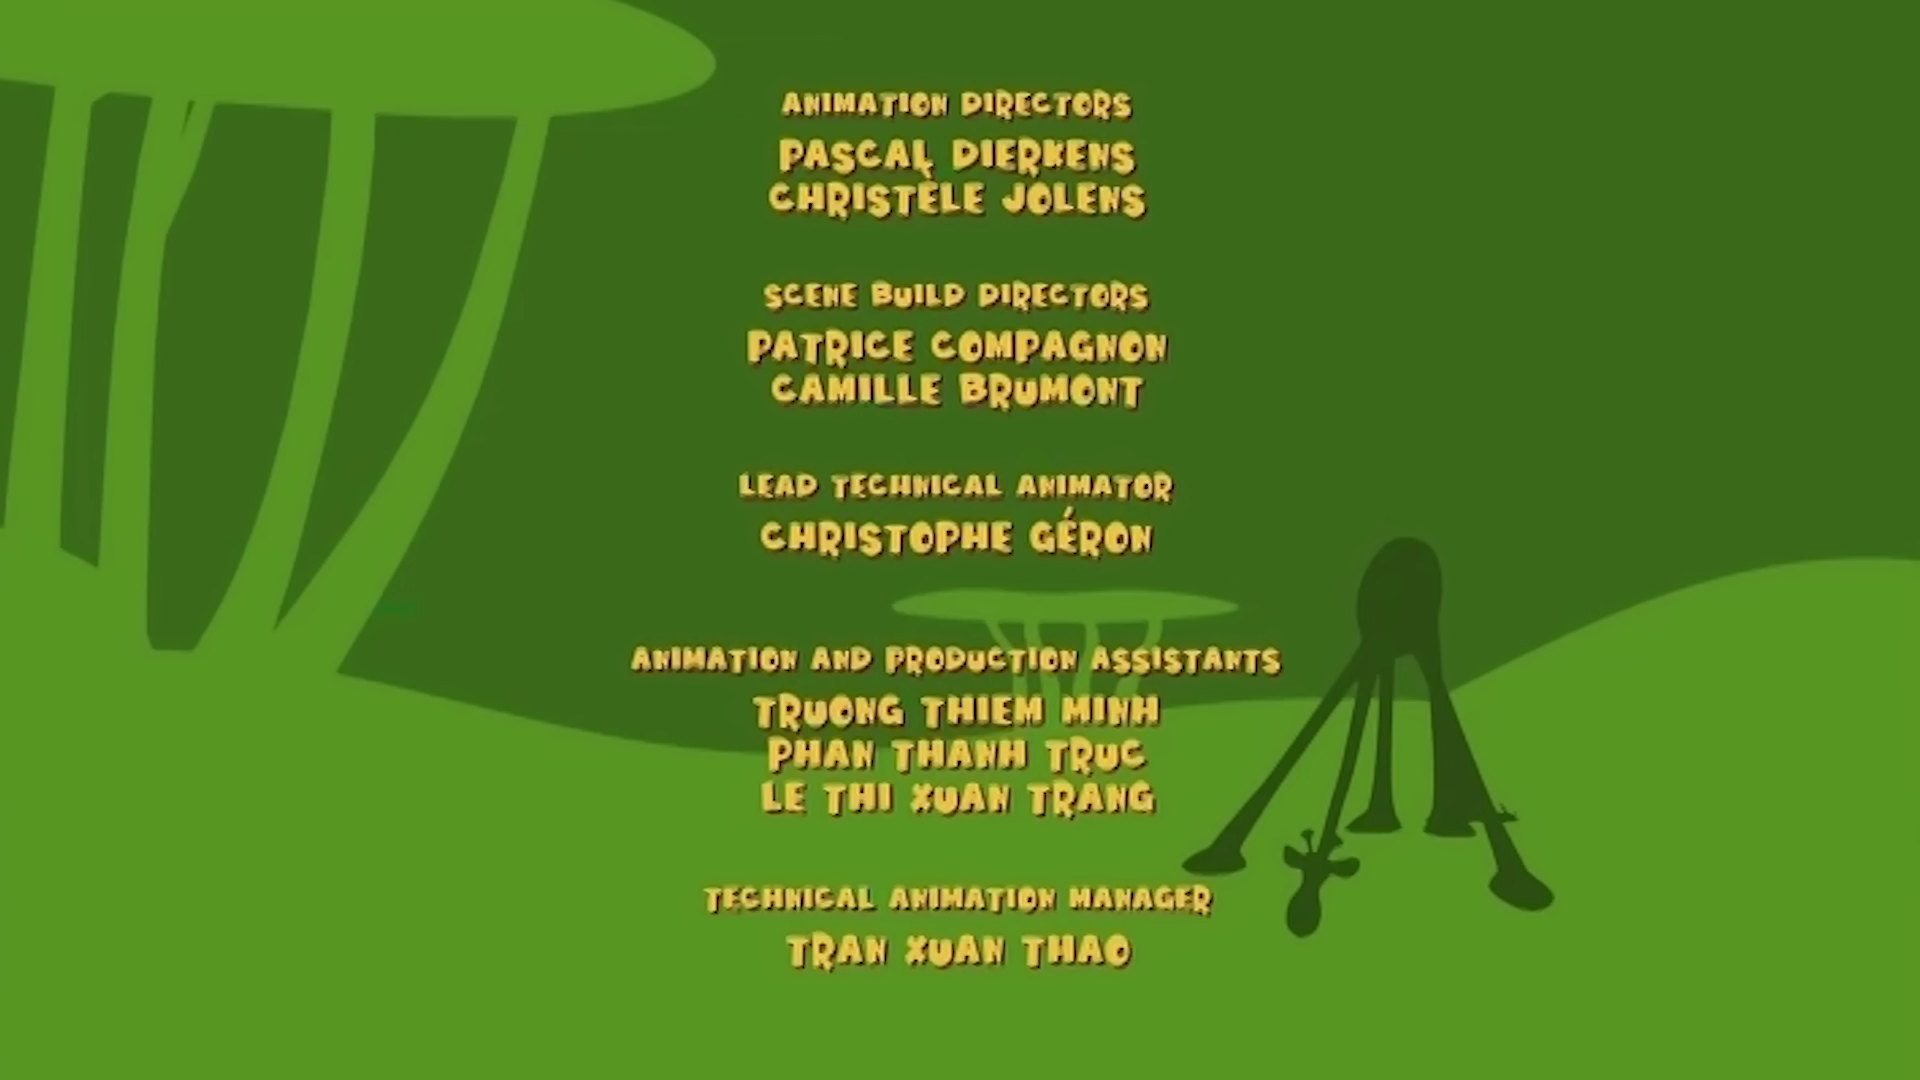 ANIMATION DIRECTORS
PASCAL DIERKENS
CHRISTÈLE JOLENS
SCENE BUILD DIRECTORS
PATRICE COMPAGNON
CAMILLE BRUMONT
LEAD TECHNICAL ANIMATOR
CHRISTOPHE GÉRON
ANIMATION AND PRODUCTION ASSISTANTS
TRUONG THIEM MINH
PHAN THANH TRUC
LE THI XUAN TRANG
TECHNICAL ANIMATION MANAGER
TRAN XUAN THAO